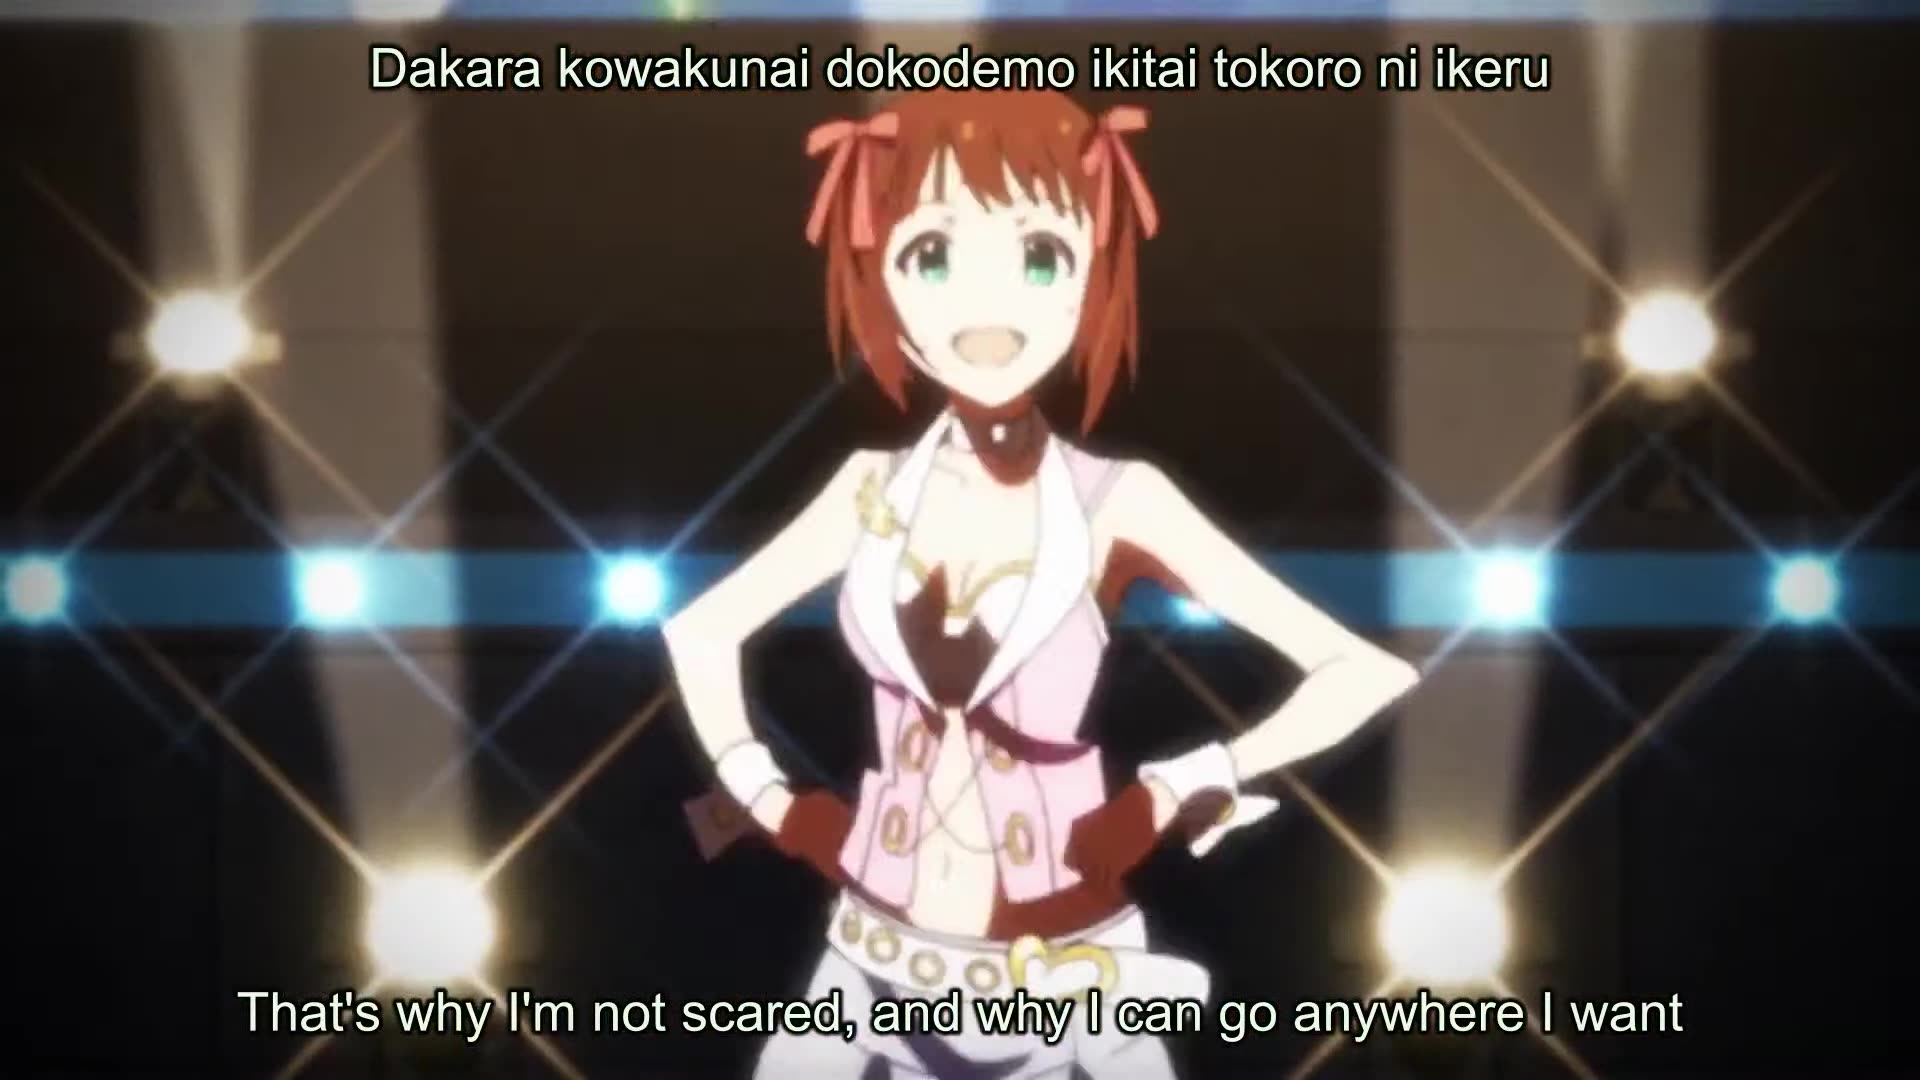 Dakara kowakunai dokodemo ikitai tokoro ni ikeru
That's why I'm not scared, and why I can go anywhere I want